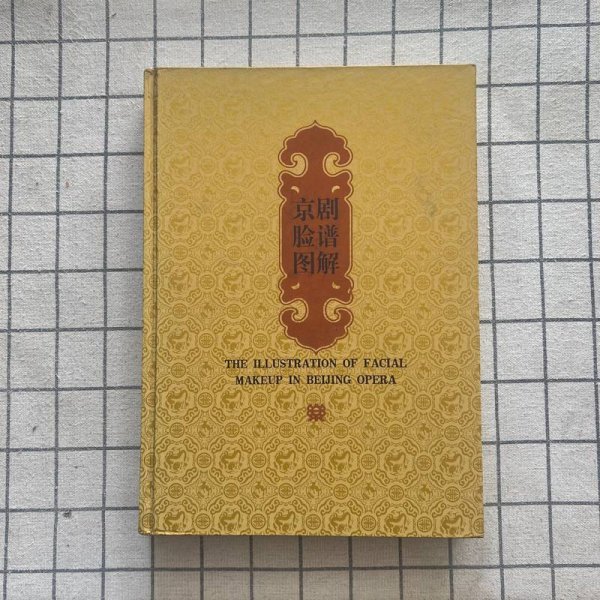 京剧
脸谱
图解
THE ILLUSTRATION OF FACIAL
MAKEUP IN BEIJING OPERA